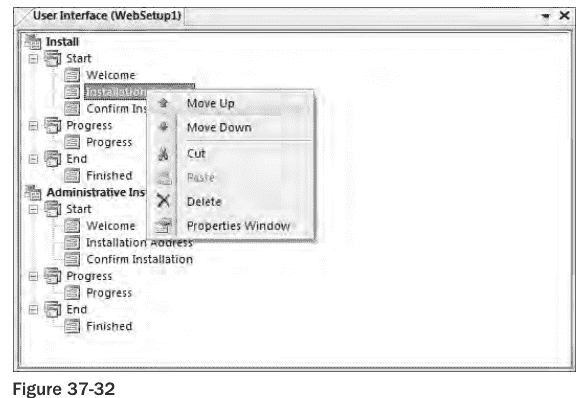 User Interface (WebSetup1)
Install
Start
Welcome
Installation
Confirm Ins
Progress
Progress
End
Finished
Administrative Ins
Start
Welcome
Installation Address
Confirm Installation
Progress
Progress
End
Finished
Move Up
Move Down
Cut
Paste
Delete
Properties Window
Figure 37-32